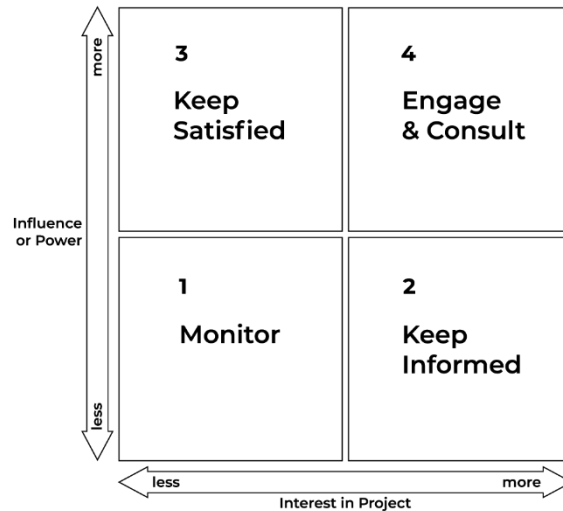 more
3
Keep
Satisfied
4
Engage
& Consult
Influence
or Power
1
Monitor
2
Keep
Informed
less
less
more
Interest in Project